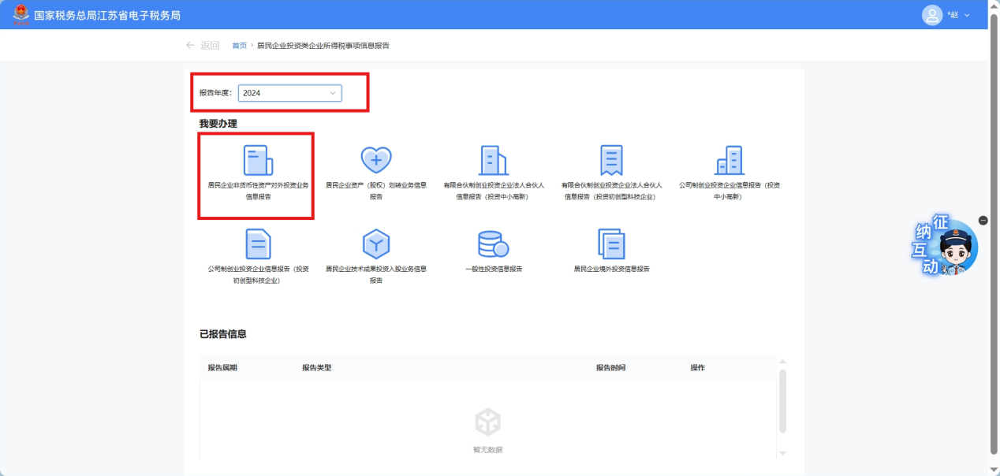 国家税务总局江苏省电子税务局
*赵
返回 首页 > 居民企业投资类企业所得税事项信息报告
报告年度： 2024
我要办理
居民企业非货币性资产对外投资业务
信息报告
居民企业资产（股权）划转业务信息
报告
有限合伙制创业投资企业法人合伙人
信息报告（投资中小高新）
有限合伙制创业投资企业法人合伙人
信息报告（投资初创型科技企业）
公司制创业投资企业信息报告（投资
中小高新）
公司制创业投资企业信息报告（投资
初创型科技企业）
居民企业技术成果投资入股业务信息
报告
一般性投资信息报告
居民企业境外投资信息报告
征
纳
互
动
已报告信息
报告属期 报告类型 报告时间 操作
暂无数据